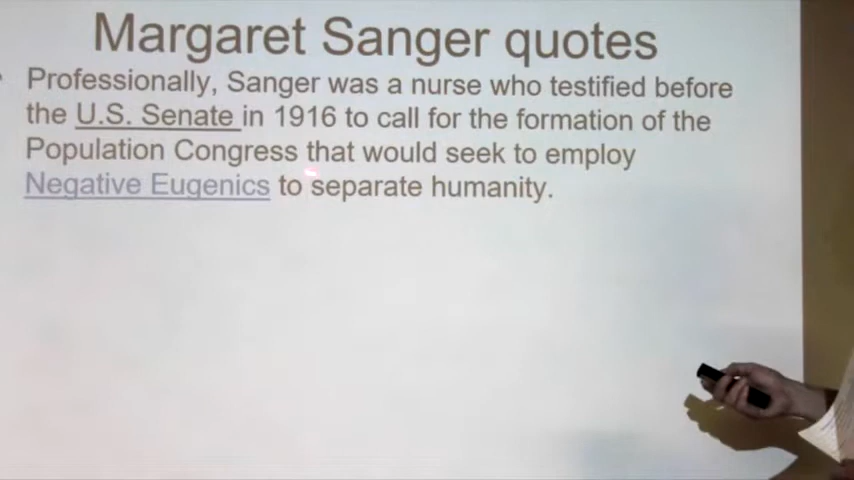 Margaret Sanger quotes
Professionally, Sanger was a nurse who testified before
the U.S. Senate in 1916 to call for the formation of the
Population Congress that would seek to employ
Negative Eugenics to separate humanity.